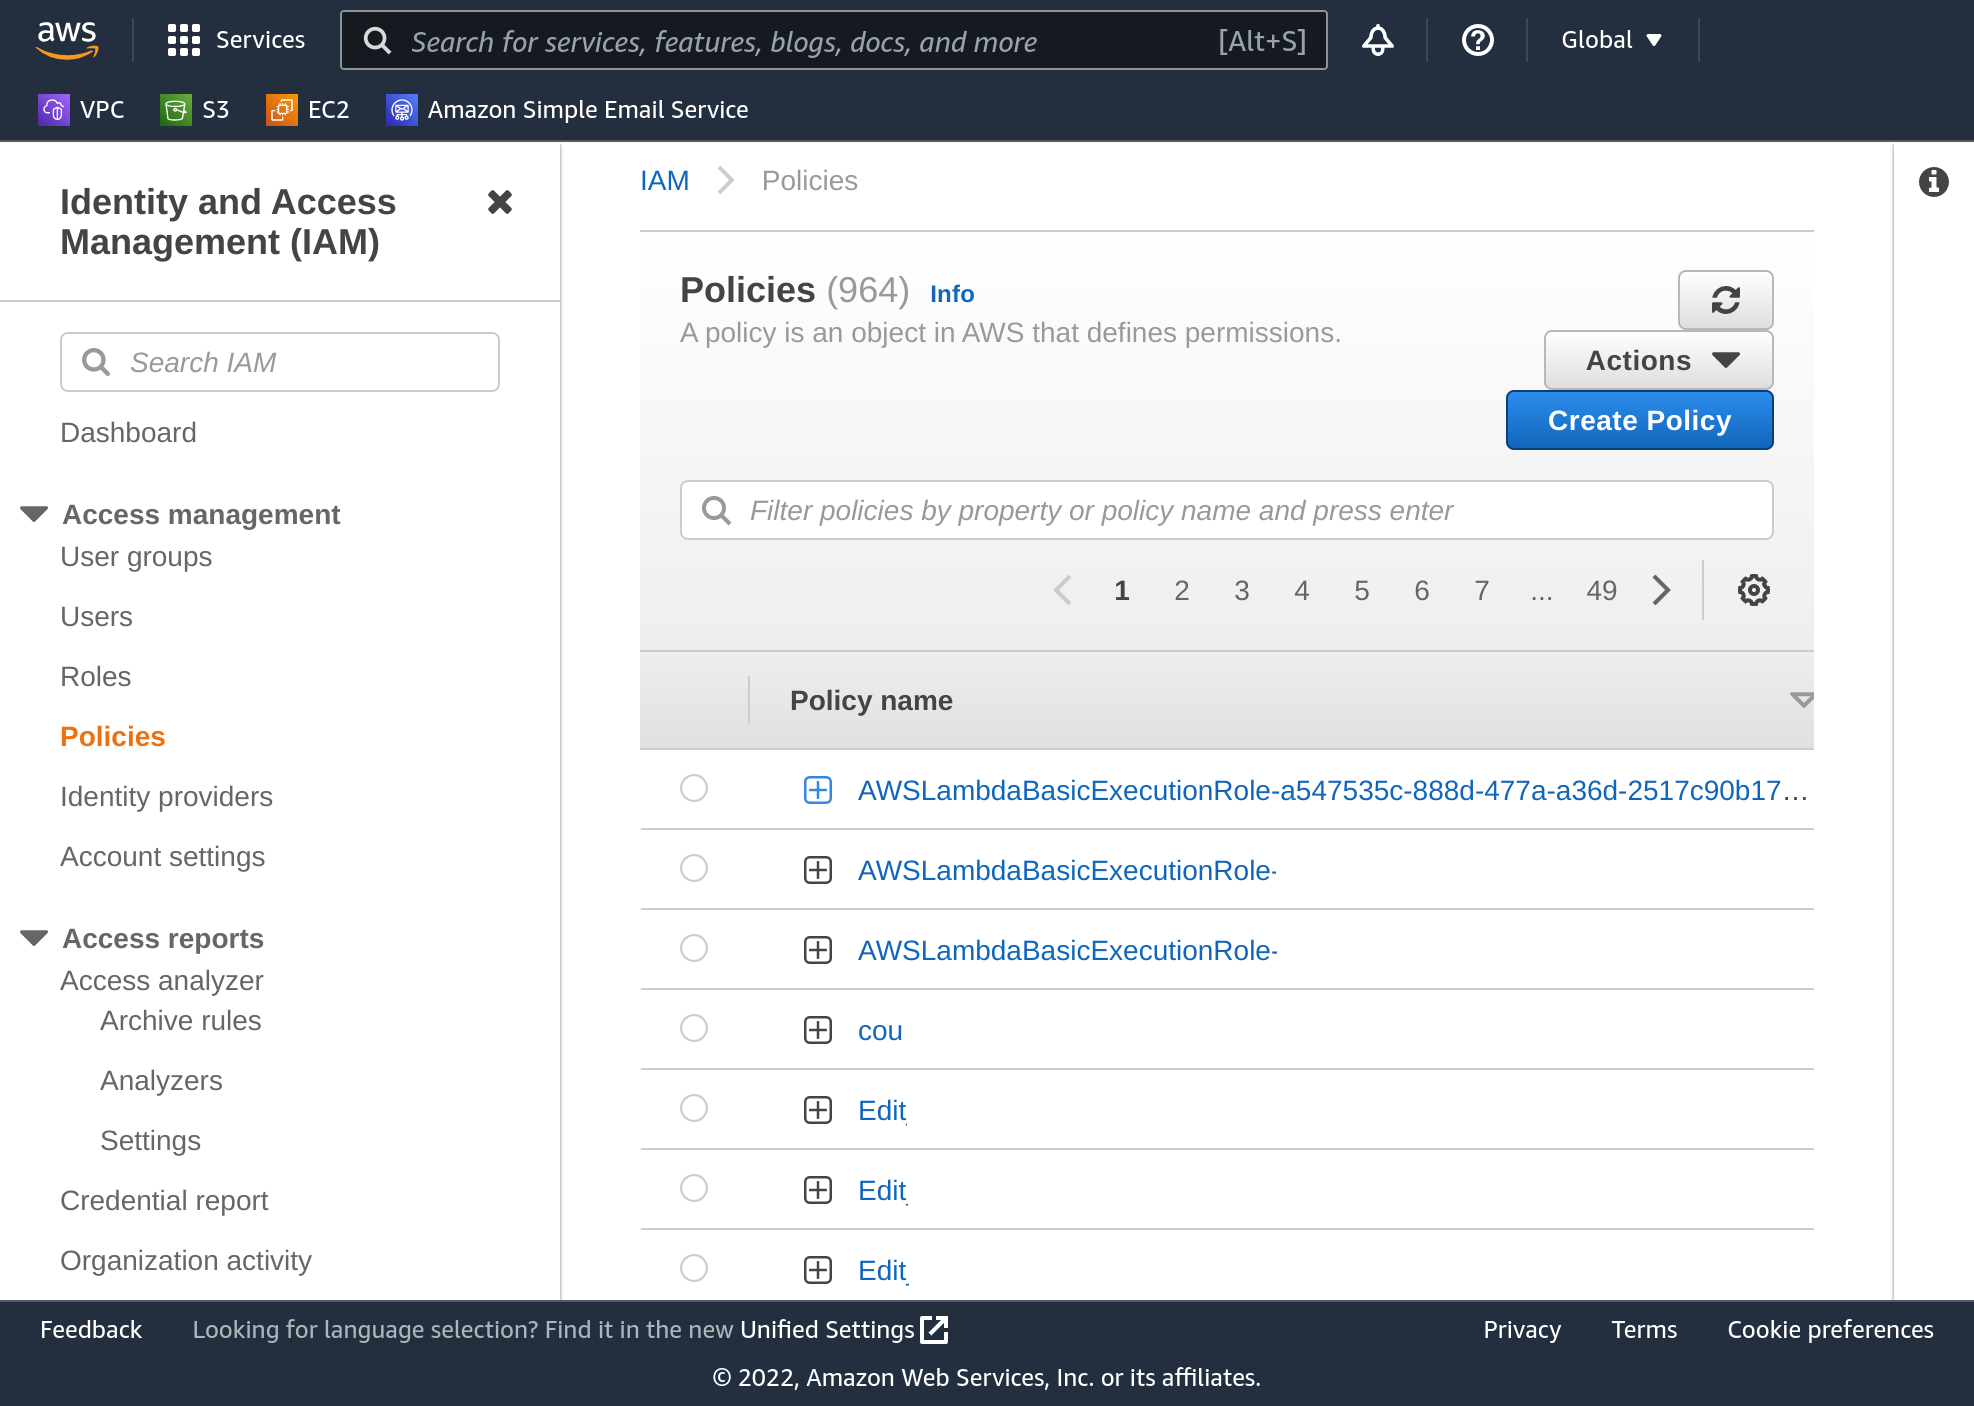 aws
Services
Search for services, features, blogs, docs, and more [Alt+S]
Global
VPC
S3
EC2
Amazon Simple Email Service
Identity and Access
Management (IAM)
Search IAM
Dashboard
Access management
User groups
Users
Roles
Policies
Identity providers
Account settings
Access reports
Access analyzer
Archive rules
Analyzers
Settings
Credential report
Organization activity
IAM > Policies
Policies (964) Info
A policy is an object in AWS that defines permissions.
Actions
Create Policy
Filter policies by property or policy name and press enter
1 2 3 4 5 6 7 ... 49
Policy name
AWSLambdaBasicExecutionRole-a547535c-888d-477a-a36d-2517c90b17...
AWSLambdaBasicExecutionRole-
AWSLambdaBasicExecutionRole-
cou
Edit
Edit
Edit
Feedback
Looking for language selection? Find it in the new Unified Settings
Privacy
Terms
Cookie preferences
© 2022, Amazon Web Services, Inc. or its affiliates.